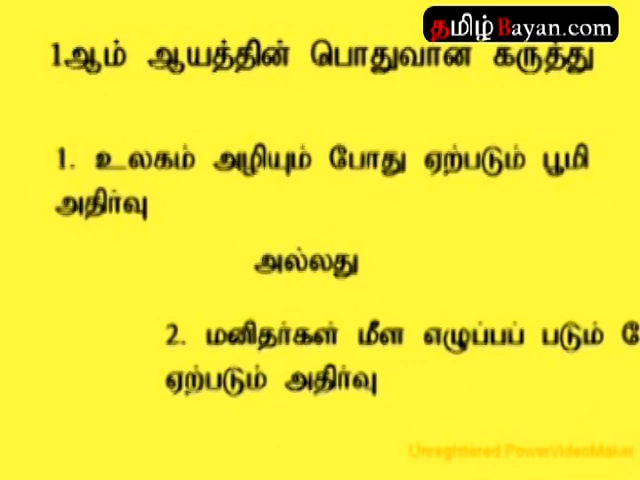 தமிழ்Bayan.com
1ஆம் ஆயத்தின் பொதுவான கருத்து
1. உலகம் அழியும் போது ஏற்படும் பூமி
அதிர்வு
அல்லது
2. மனிதர்கள் மீள எழுப்பப் படும்
ஏற்படும் அதிர்வு
Unregistered PowerVideoMaker